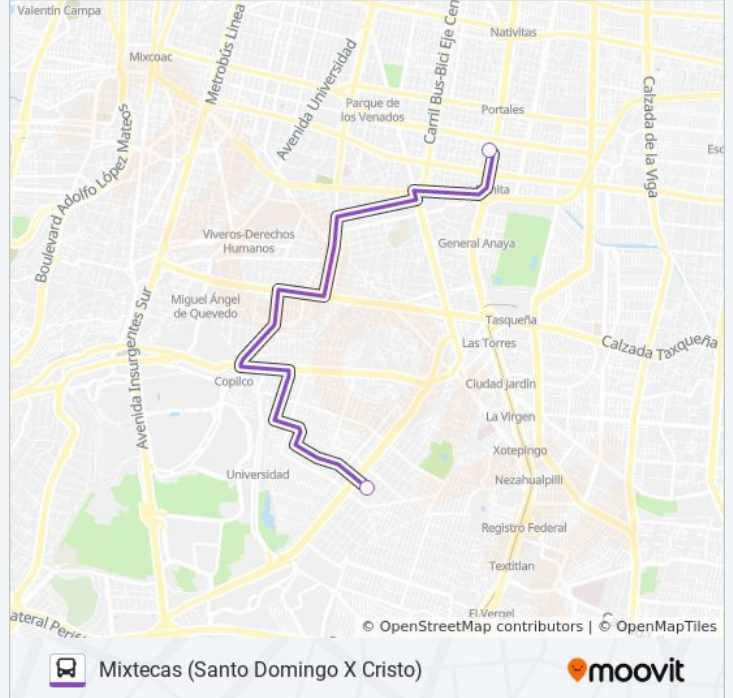 Valentín Campa
Metrobús Línea
Carril Bus-Bici Eje Cen
Nativitas
Mixcoac
Avenida Universidad
Parque de
los Venados
Portales
Calzada de la Viga
Boulevard Adolfo López Mateos
Esc
nita
Viveros-Derechos
Humanos
General Anaya
Miguel Ángel
de Quevedo
Avenida Insurgentes Sur
Tasqueña
Las Torres
Calzada Taxqueña
Copilco
Ciudad Jardín
La Virgen
Xotepingo
Universidad
Nezahualpilli
Registro Federal
Textitlan
El Vergel
ateral Perifé
© OpenStreetMap contributors | © OpenMapTiles
Mixtecas (Santo Domingo X Cristo)
moovit